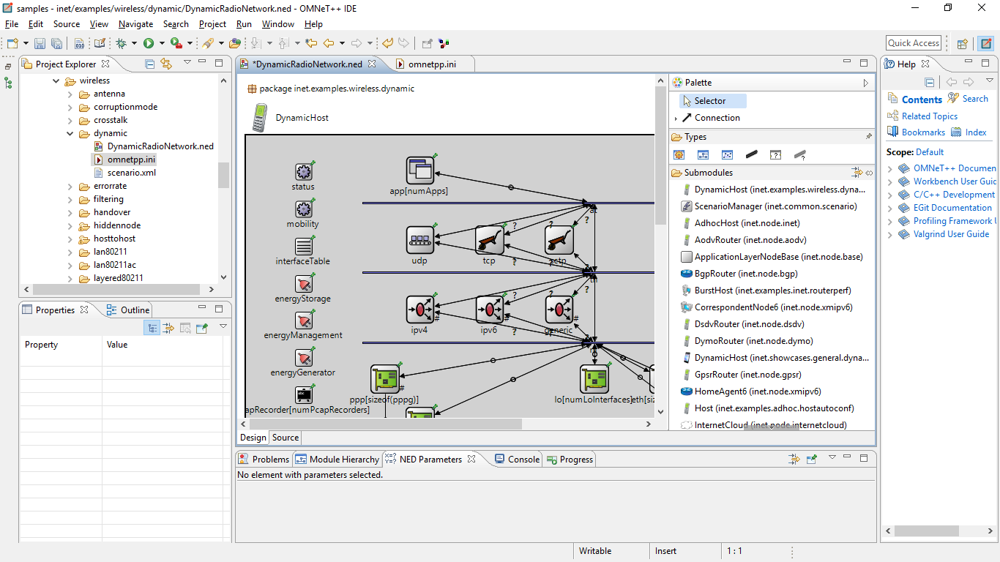 samples - inet/examples/wireless/dynamic/DynamicRadioNetwork.ned - OMNeT++ IDE
File Edit Source View Navigate Search Project Run Window Help
Quick Access
Project Explorer
wireless
antenna
corruptionmode
crosstalk
dynamic
DynamicRadioNetwork.ned
omnetpp.ini
scenario.xml
errorrate
filtering
handover
hiddennode
hosttohost
lan80211
lan80211ac
layered80211
Properties
Outline
Property Value
*DynamicRadioNetwork.ned
omnetpp.ini
package inet.examples.wireless.dynamic
DynamicHost
status
mobility
interfaceTable
energyStorage
energyManagement
energyGenerator
apRecorder[numPcapRecorders]
app[numApps]
at
udp
tcp
sctp
tn
ipv4
ipv6
generic
ppp[sizeof(pppg)]
lo[numLoInterfaces]
eth[siz
Design Source
Palette
Selector
Connection
Types
Submodules
DynamicHost (inet.examples.wireless.dyna...
ScenarioManager (inet.common.scenario)
AdhocHost (inet.node.inet)
AodvRouter (inet.node.aodv)
ApplicationLayerNodeBase (inet.node.base)
BgpRouter (inet.node.bgp)
BurstHost (inet.examples.inet.routerperf)
CorrespondentNode6 (inet.node.xmipv6)
DsdvRouter (inet.node.dsdv)
DymoRouter (inet.node.dymo)
DynamicHost (inet.showcases.general.dyna...
GpsrRouter (inet.node.gpsr)
HomeAgent6 (inet.node.xmipv6)
Host (inet.examples.adhoc.hostautoconf)
InternetCloud (inet.node.internetcloud)
Problems Module Hierarchy NED Parameters Console Progress
No element with parameters selected.
Help
Contents Search
Related Topics
Bookmarks Index
Scope: Default
OMNeT++ Documen
Workbench User Guid
C/C++ Development
EGit Documentation
Profiling Framework U
Valgrind User Guide
Writable Insert 1 : 1